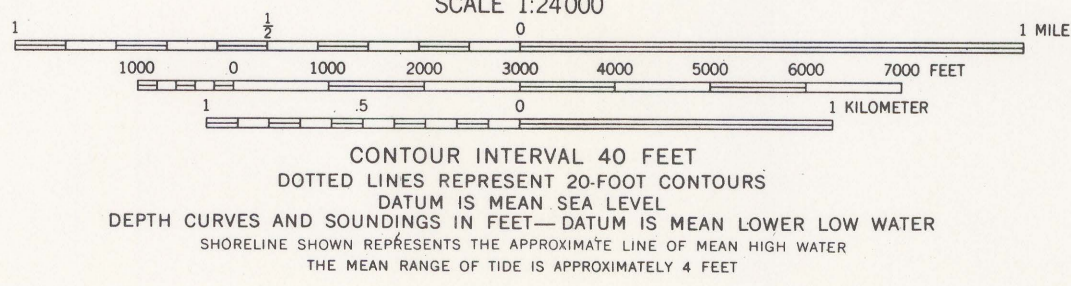 SCALE 1:24000
1 ½ 0 1 MILE
1000 0 1000 2000 3000 4000 5000 6000 7000 FEET
1 .5 0 1 KILOMETER
CONTOUR INTERVAL 40 FEET
DOTTED LINES REPRESENT 20-FOOT CONTOURS
DATUM IS MEAN SEA LEVEL
DEPTH CURVES AND SOUNDINGS IN FEET—DATUM IS MEAN LOWER LOW WATER
SHORELINE SHOWN REPRESENTS THE APPROXIMATE LINE OF MEAN HIGH WATER
THE MEAN RANGE OF TIDE IS APPROXIMATELY 4 FEET